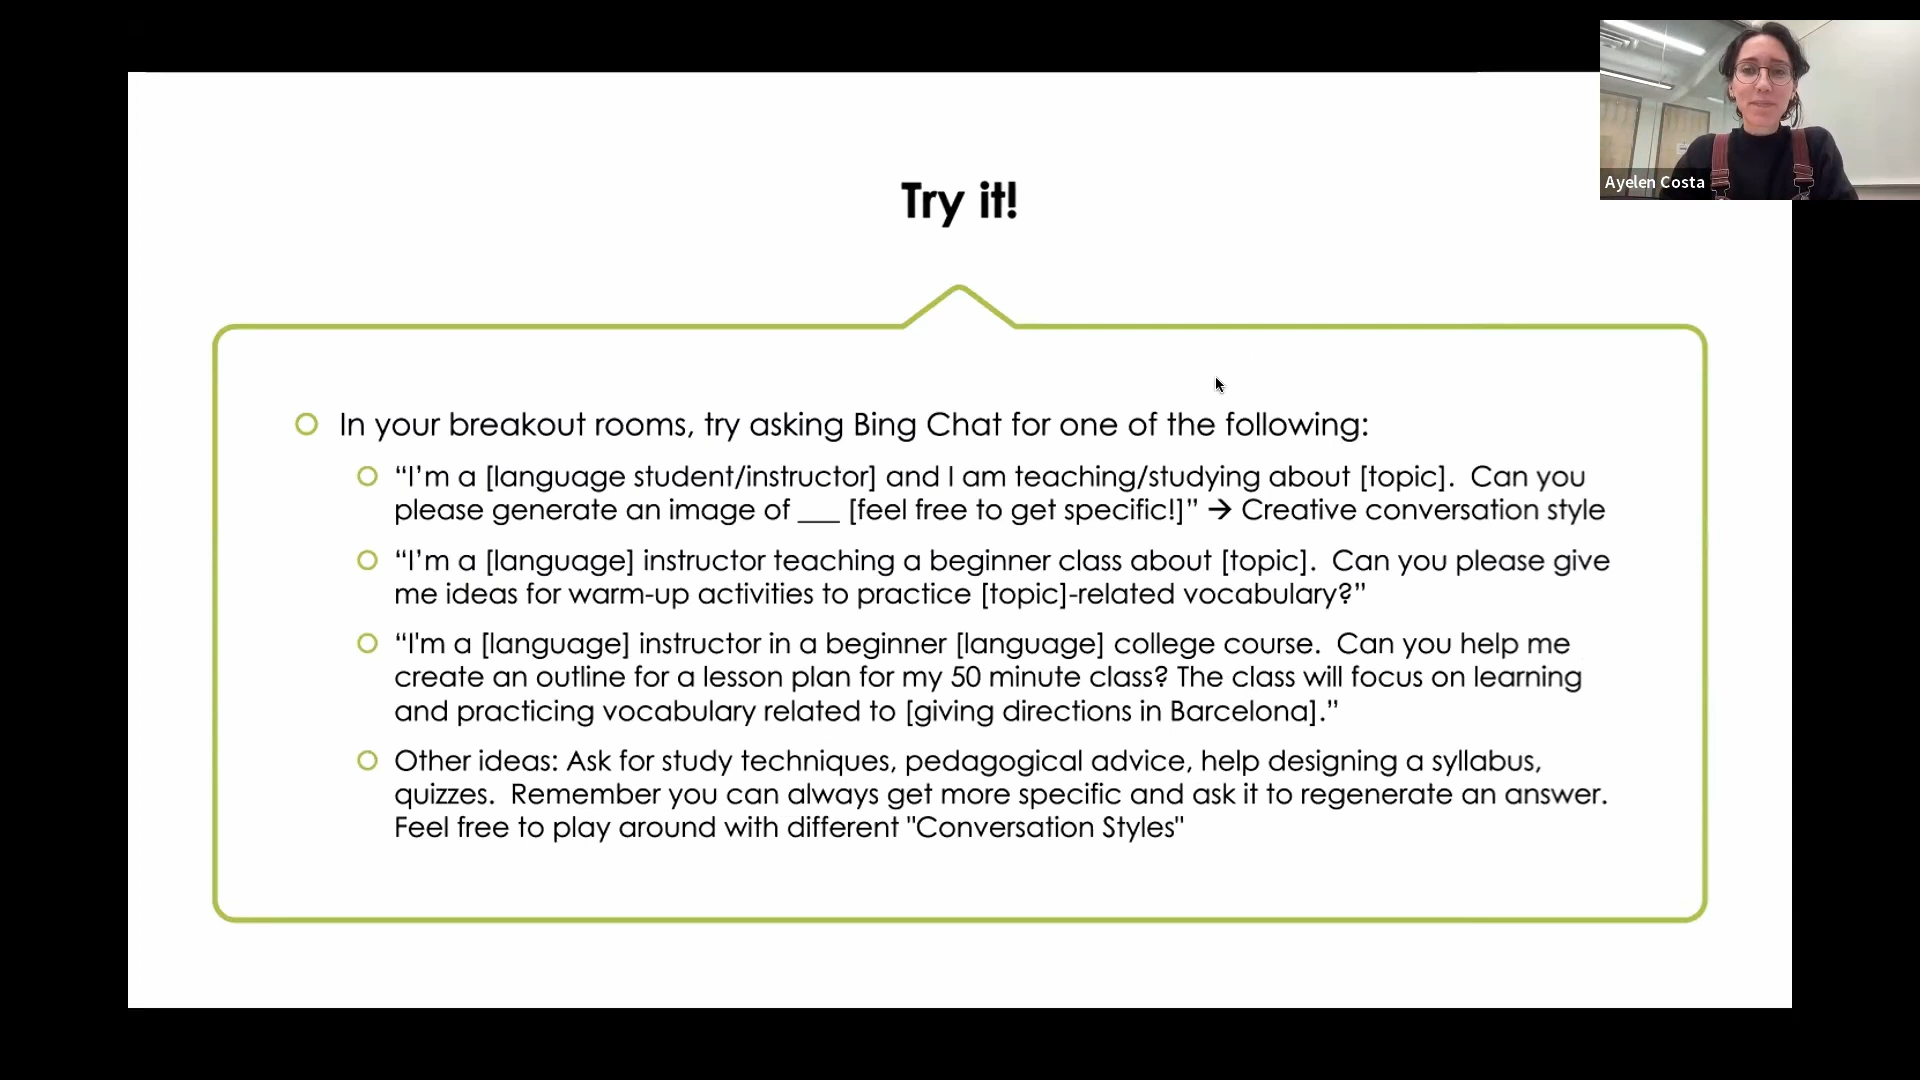 Ayelen Costa
Try it!
In your breakout rooms, try asking Bing Chat for one of the following:
“I’m a [language student/instructor] and I am teaching/studying about [topic].  Can you
please generate an image of ___ [feel free to get specific!]” → Creative conversation style
“I’m a [language] instructor teaching a beginner class about [topic].  Can you please give
me ideas for warm-up activities to practice [topic]-related vocabulary?”
“I'm a [language] instructor in a beginner [language] college course.  Can you help me
create an outline for a lesson plan for my 50 minute class? The class will focus on learning
and practicing vocabulary related to [giving directions in Barcelona].”
Other ideas: Ask for study techniques, pedagogical advice, help designing a syllabus,
quizzes.  Remember you can always get more specific and ask it to regenerate an answer.
Feel free to play around with different "Conversation Styles"